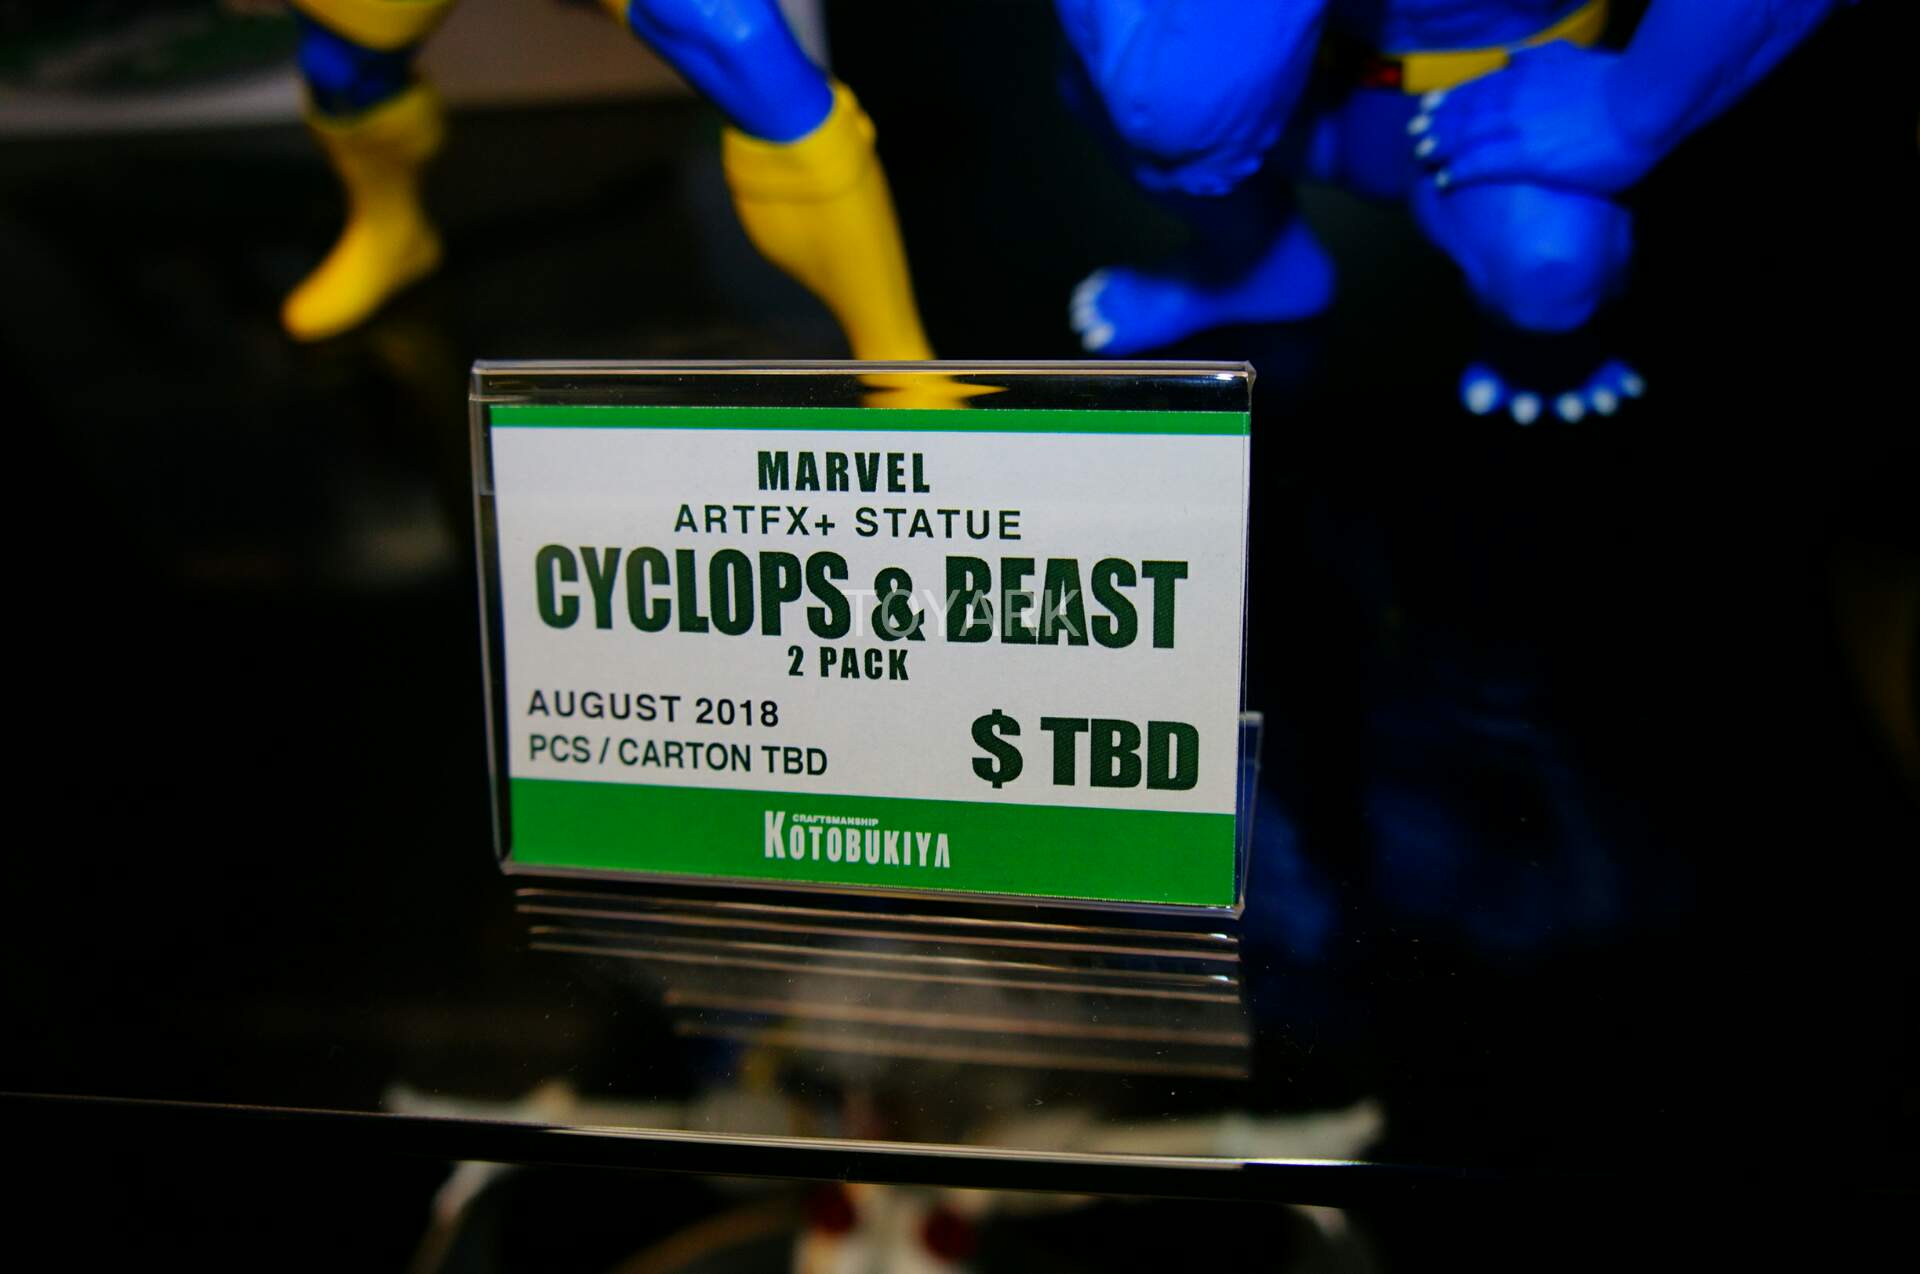 MARVEL
ARTFX+ STATUE
CYCLOPS & BEAST
TOYARK
2 PACK
AUGUST 2018
PCS / CARTON TBD
$ TBD
CRAFTSMANSHIP
KOTOBUKIYA